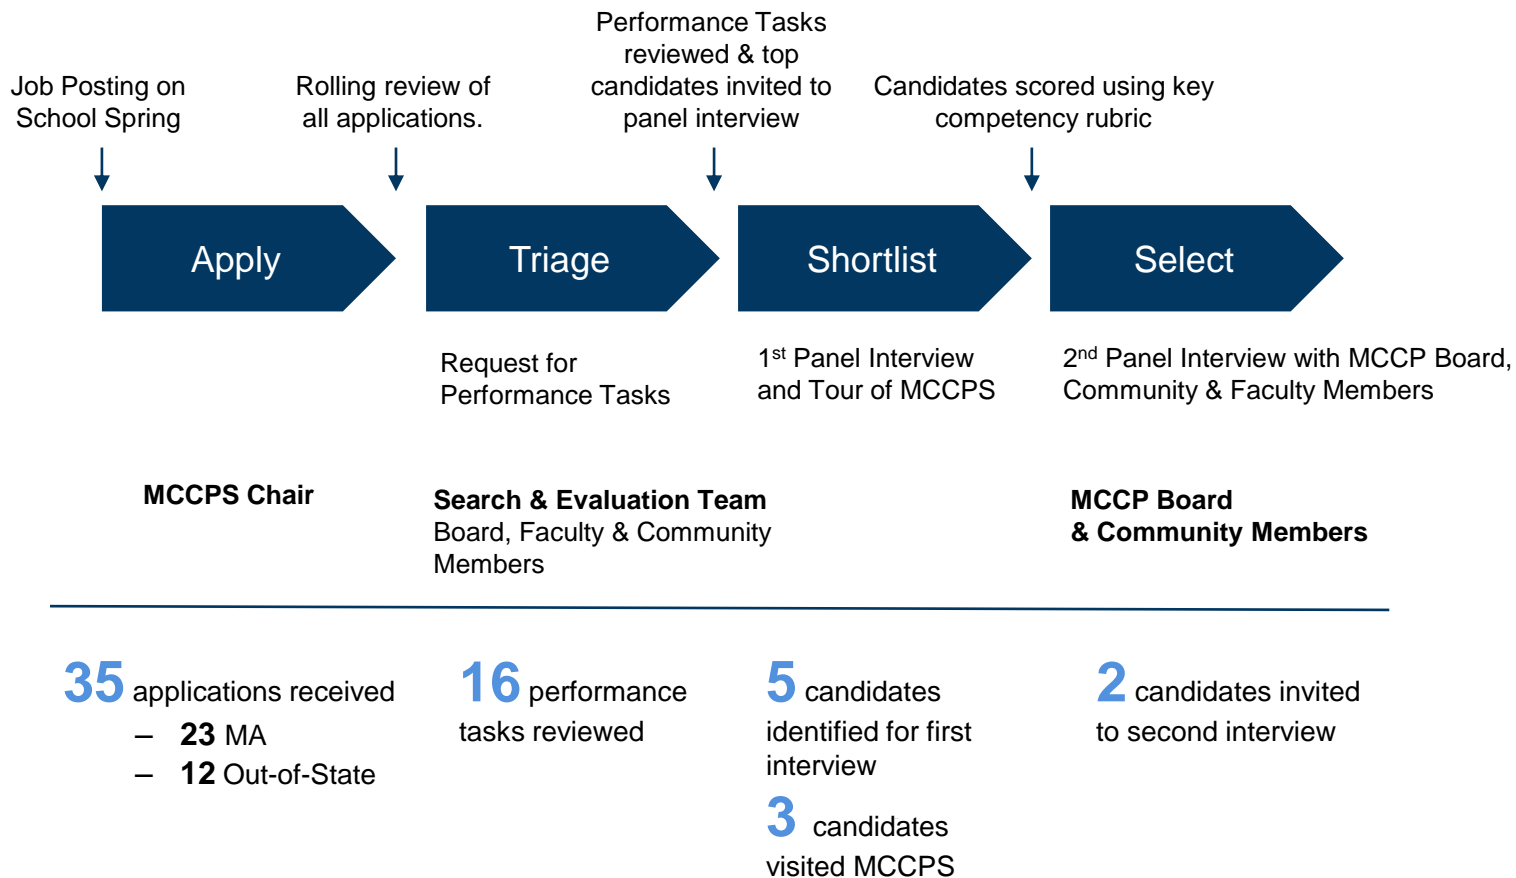 Job Posting on
School Spring
Rolling review of
all applications.
Performance Tasks
reviewed & top
candidates invited to
panel interview
Candidates scored using key
competency rubric
Apply
Triage
Shortlist
Select
Request for
Performance Tasks
1st Panel Interview
and Tour of MCCPS
2nd Panel Interview with MCCP Board,
Community & Faculty Members
MCCPS Chair
Search & Evaluation Team
Board, Faculty & Community
Members
MCCP Board
& Community Members
35 applications received
– 23 MA
– 12 Out-of-State
16 performance
tasks reviewed
5 candidates
identified for first
interview
3 candidates
visited MCCPS
2 candidates invited
to second interview